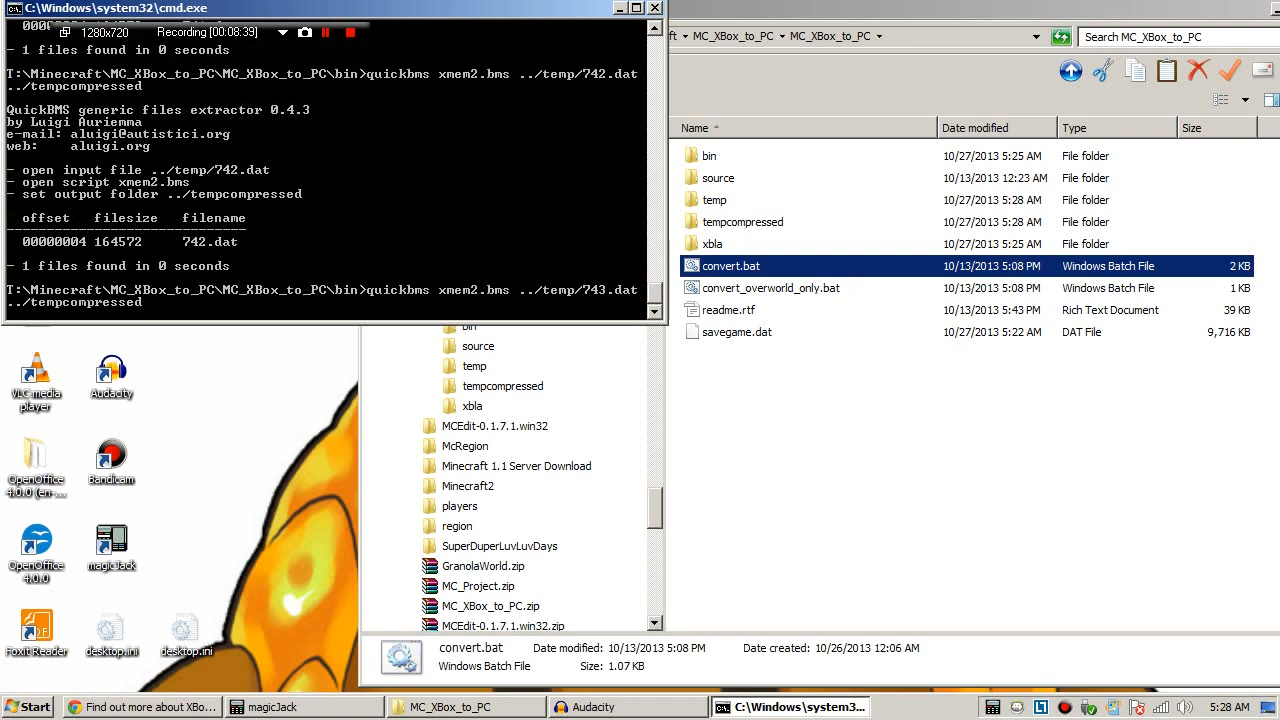 C:\Windows\system32\cmd.exe
1280x720 Recording [00:08:39]
- 1 files found in 0 seconds
T:\Minecraft\MC_XBox_to_PC\MC_XBox_to_PC\bin>quickbms xmem2.bms ../temp/742.dat
../tempcompressed
QuickBMS generic files extractor 0.4.3
by Luigi Auriemma
e-mail: aluigi@autistici.org
web: aluigi.org
- open input file ../temp/742.dat
- open script xmem2.bms
- set output folder ../tempcompressed
offset filesize filename
00000004 164572 742.dat
- 1 files found in 0 seconds
T:\Minecraft\MC_XBox_to_PC\MC_XBox_to_PC\bin>quickbms xmem2.bms ../temp/743.dat
../tempcompressed
ft MC_XBox_to_PC MC_XBox_to_PC
Search MC_XBox_to_PC
Name Date modified Type Size
bin 10/27/2013 5:25 AM File folder
source 10/13/2013 12:23 AM File folder
temp 10/27/2013 5:28 AM File folder
tempcompressed 10/27/2013 5:28 AM File folder
xbla 10/27/2013 5:25 AM File folder
convert.bat 10/13/2013 5:08 PM Windows Batch File 2 KB
convert_overworld_only.bat 10/13/2013 5:08 PM Windows Batch File 1 KB
readme.rtf 10/13/2013 5:43 PM Rich Text Document 39 KB
savegame.dat 10/27/2013 5:22 AM DAT File 9,716 KB
bin
source
temp
tempcompressed
xbla
MCEdit-0.1.7.1.win32
McRegion
Minecraft 1.1 Server Download
Minecraft2
players
region
SuperDuperLuvLuvDays
GranolaWorld.zip
MC_Project.zip
MC_XBox_to_PC.zip
MCEdit-0.1.7.1.win32.zip
VLC media
player
Audacity
OpenOffice
4.0.0 (en-...
Bandicam
OpenOffice
4.0.0
magicJack
Foxit Reader
desktop.ini
desktop.ini
convert.bat Date modified: 10/13/2013 5:08 PM Date created: 10/26/2013 12:06 AM
Windows Batch File Size: 1.07 KB
Start
Find out more about XBo...
magicJack
MC_XBox_to_PC
Audacity
C:\Windows\system3...
5:28 AM